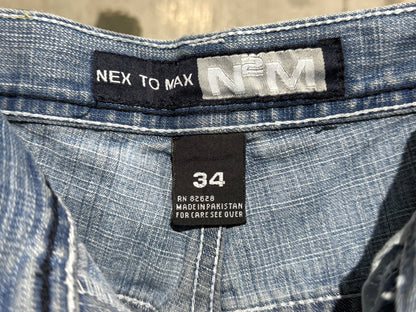 NEX TO MAX N2M
34
RN 82628
MADE IN PAKISTAN
FOR CARE SEE OVER